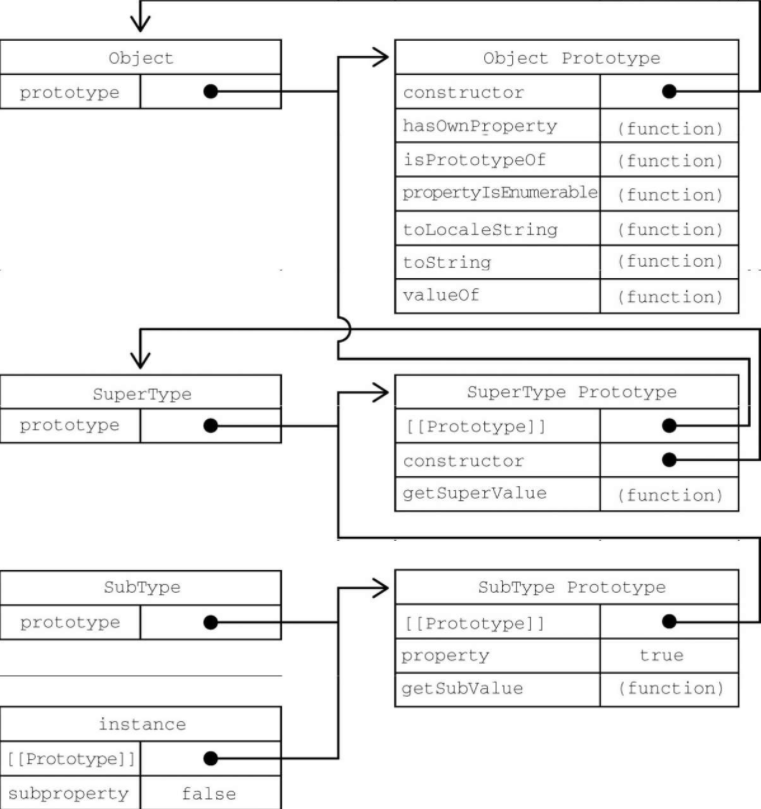 Object
prototype
Object Prototype
constructor
hasOwnProperty (function)
isPrototypeOf (function)
propertyIsEnumerable (function)
toLocaleString (function)
toString (function)
valueOf (function)
SuperType
prototype
SuperType Prototype
[[Prototype]]
constructor
getSuperValue (function)
SubType
prototype
SubType Prototype
[[Prototype]]
property true
getSubValue (function)
instance
[[Prototype]]
subproperty false